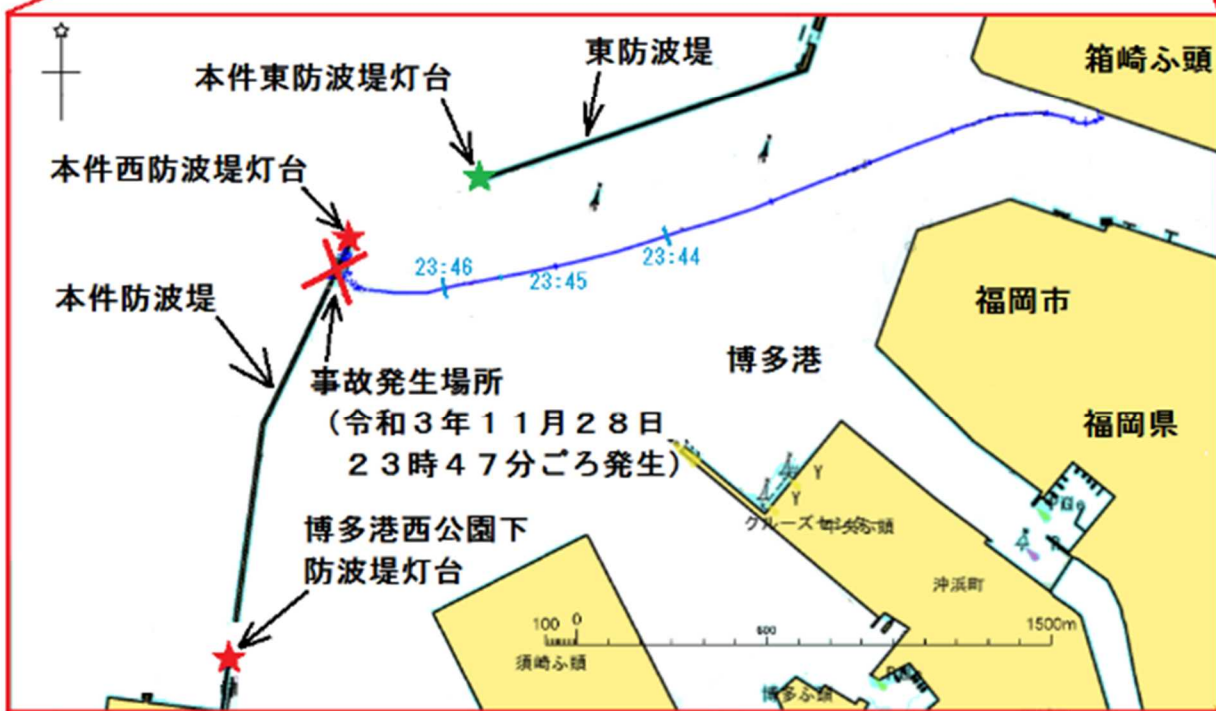 箱崎ふ頭
東防波堤
本件東防波堤灯台
本件西防波堤灯台
23:46
23:45
23:44
本件防波堤
福岡市
博多港
事故発生場所
（令和３年１１月２８日
２３時４７分ごろ発生）
福岡県
Y
Y
博多港西公園下
防波堤灯台
沖浜町
100 0
500
1500m
須崎ふ頭
博多ふ頭